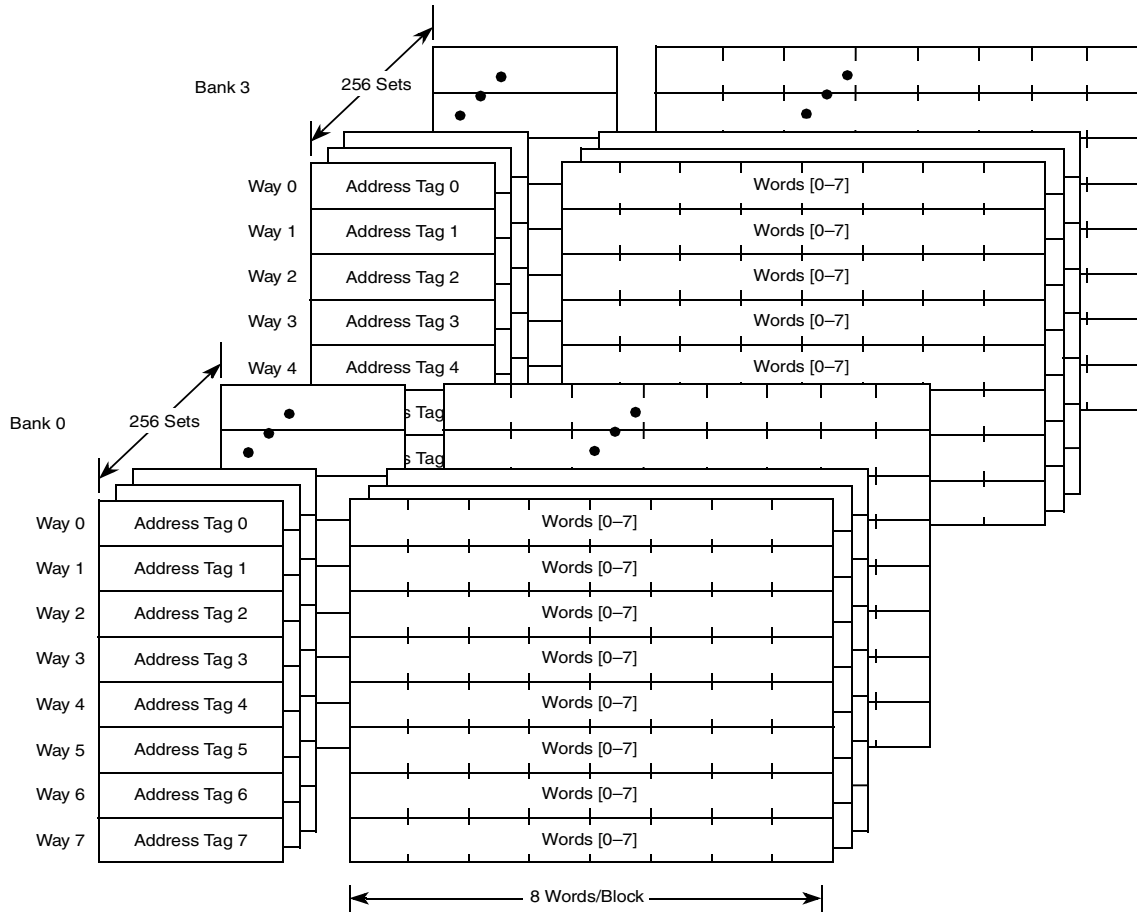 256 Sets
Bank 3
Way 0 Address Tag 0 Words [0–7]
Way 1 Address Tag 1 Words [0–7]
Way 2 Address Tag 2 Words [0–7]
Way 3 Address Tag 3 Words [0–7]
Way 4 Address Tag 4 Words [0–7]
s Tag
s Tag
256 Sets
Bank 0
Way 0 Address Tag 0 Words [0–7]
Way 1 Address Tag 1 Words [0–7]
Way 2 Address Tag 2 Words [0–7]
Way 3 Address Tag 3 Words [0–7]
Way 4 Address Tag 4 Words [0–7]
Way 5 Address Tag 5 Words [0–7]
Way 6 Address Tag 6 Words [0–7]
Way 7 Address Tag 7 Words [0–7]
8 Words/Block